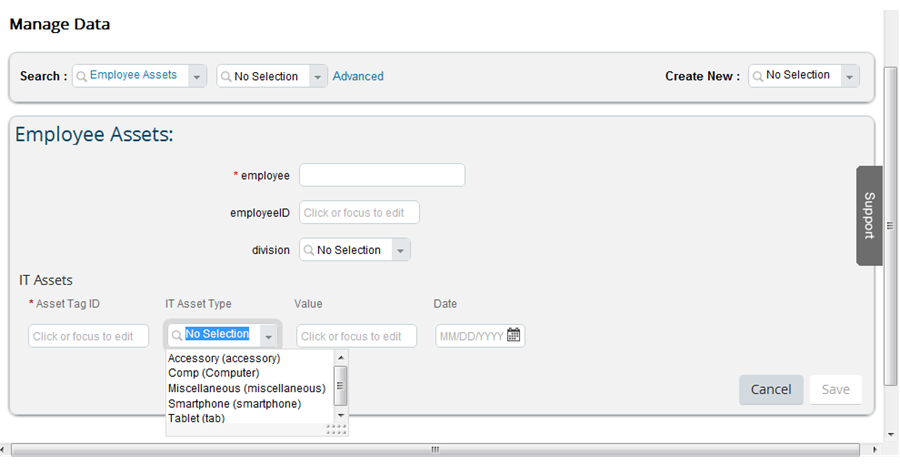 Manage Data
Search : Employee Assets No Selection Advanced Create New : No Selection
Employee Assets:
* employee
employeeID Click or focus to edit
division No Selection
Support
IT Assets
* Asset Tag ID IT Asset Type Value Date
Click or focus to edit No Selection Click or focus to edit MM/DD/YYYY
Accessory (accessory)
Comp (Computer)
Miscellaneous (miscellaneous)
Smartphone (smartphone)
Tablet (tab)
Cancel Save